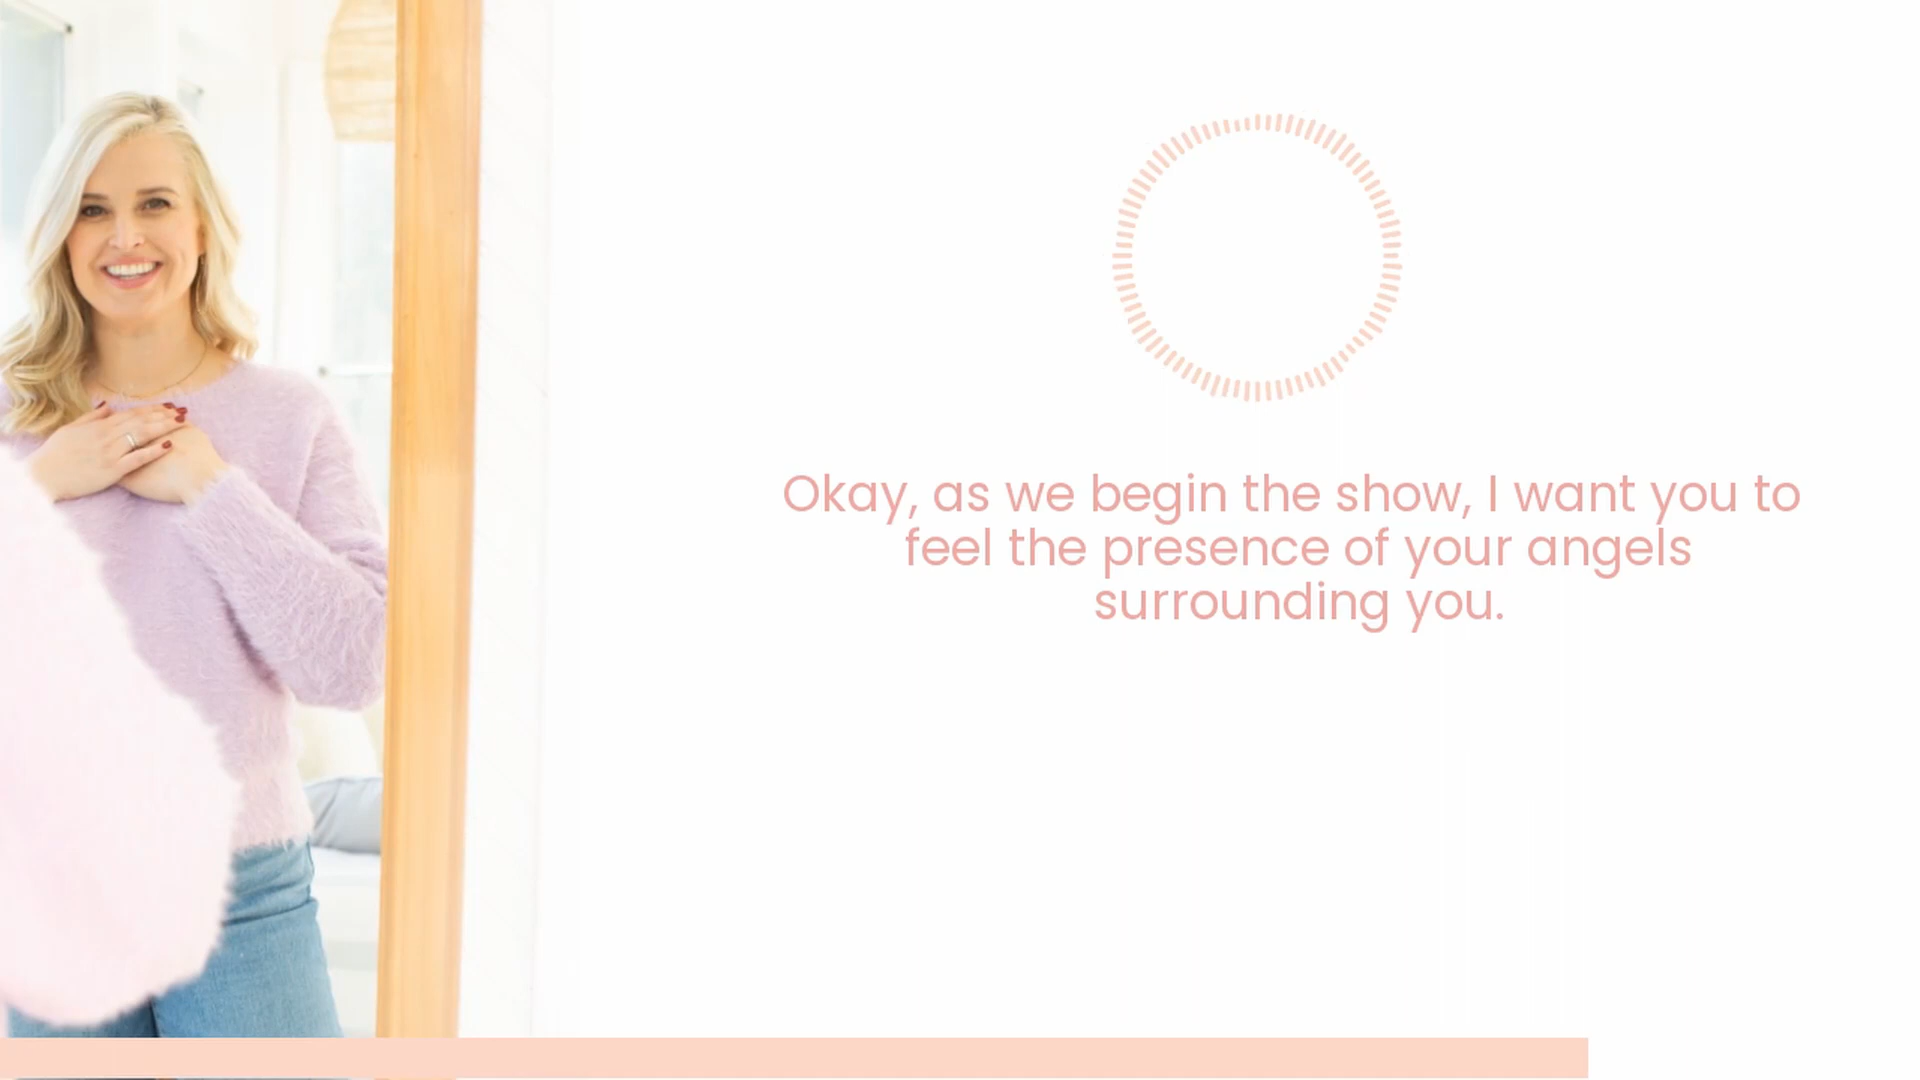 Okay, as we begin the show, I want you to
feel the presence of your angels
surrounding you.